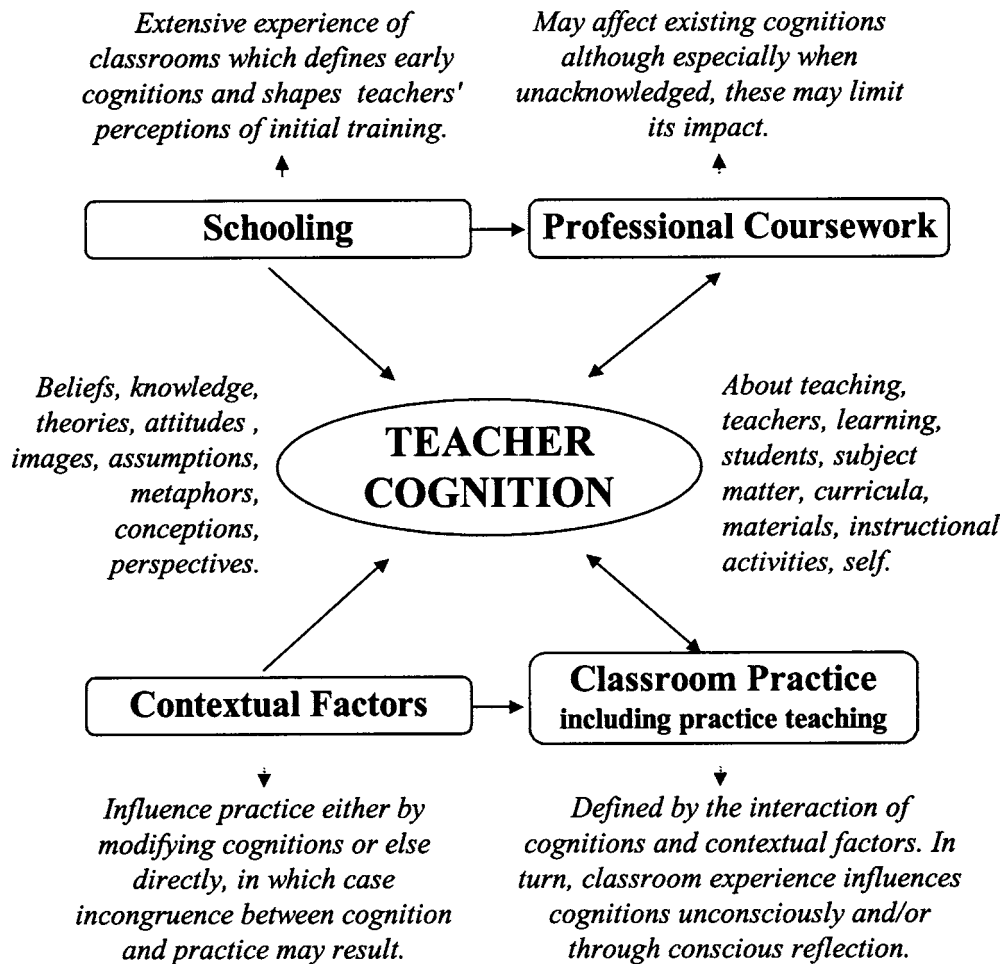 Extensive experience of
classrooms which defines early
cognitions and shapes teachers'
perceptions of initial training.
May affect existing cognitions
although especially when
unacknowledged, these may limit
its impact.
Schooling
Professional Coursework
Beliefs, knowledge,
theories, attitudes ,
images, assumptions,
metaphors,
conceptions,
perspectives.
TEACHER
COGNITION
About teaching,
teachers, learning,
students, subject
matter, curricula,
materials, instructional
activities, self.
Contextual Factors
Classroom Practice
including practice teaching
Influence practice either by
modifying cognitions or else
directly, in which case
incongruence between cognition
and practice may result.
Defined by the interaction of
cognitions and contextual factors. In
turn, classroom experience influences
cognitions unconsciously and/or
through conscious reflection.